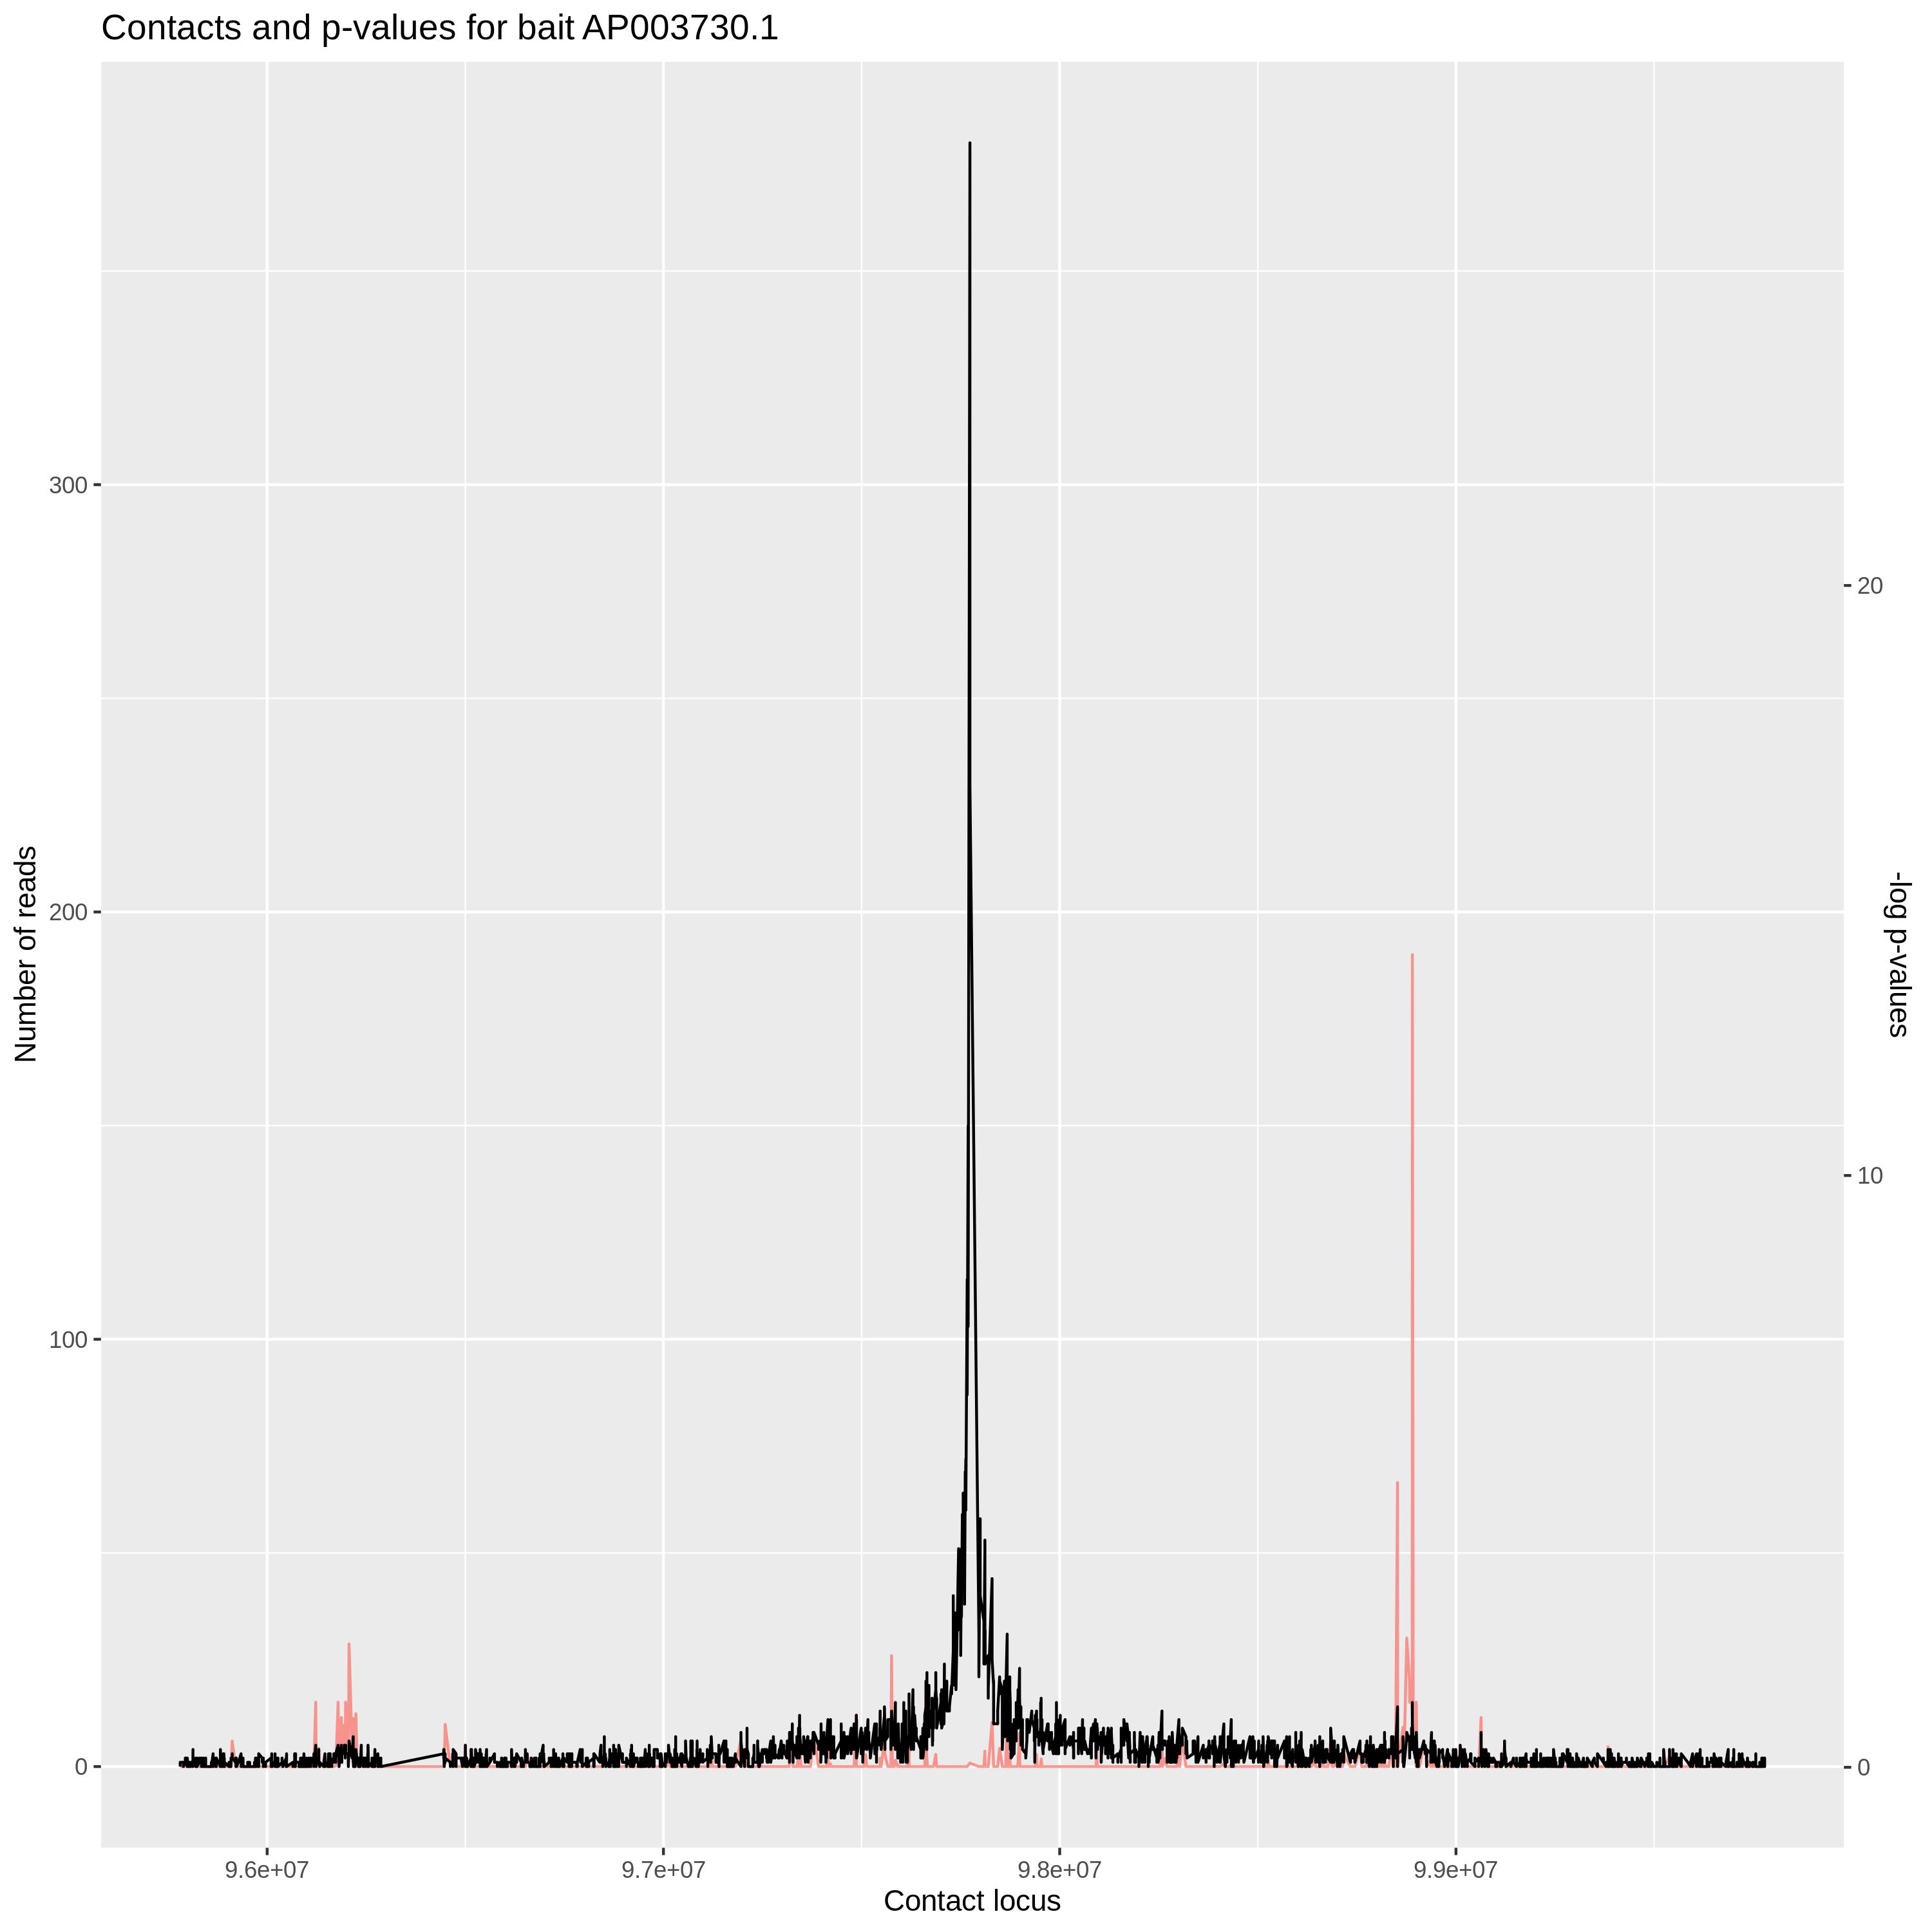 Contacts and p-values for bait AP003730.1
300
200
100
0
20
10
0
Number of reads
-log p-values
9.6e+07 9.7e+07 9.8e+07 9.9e+07
Contact locus